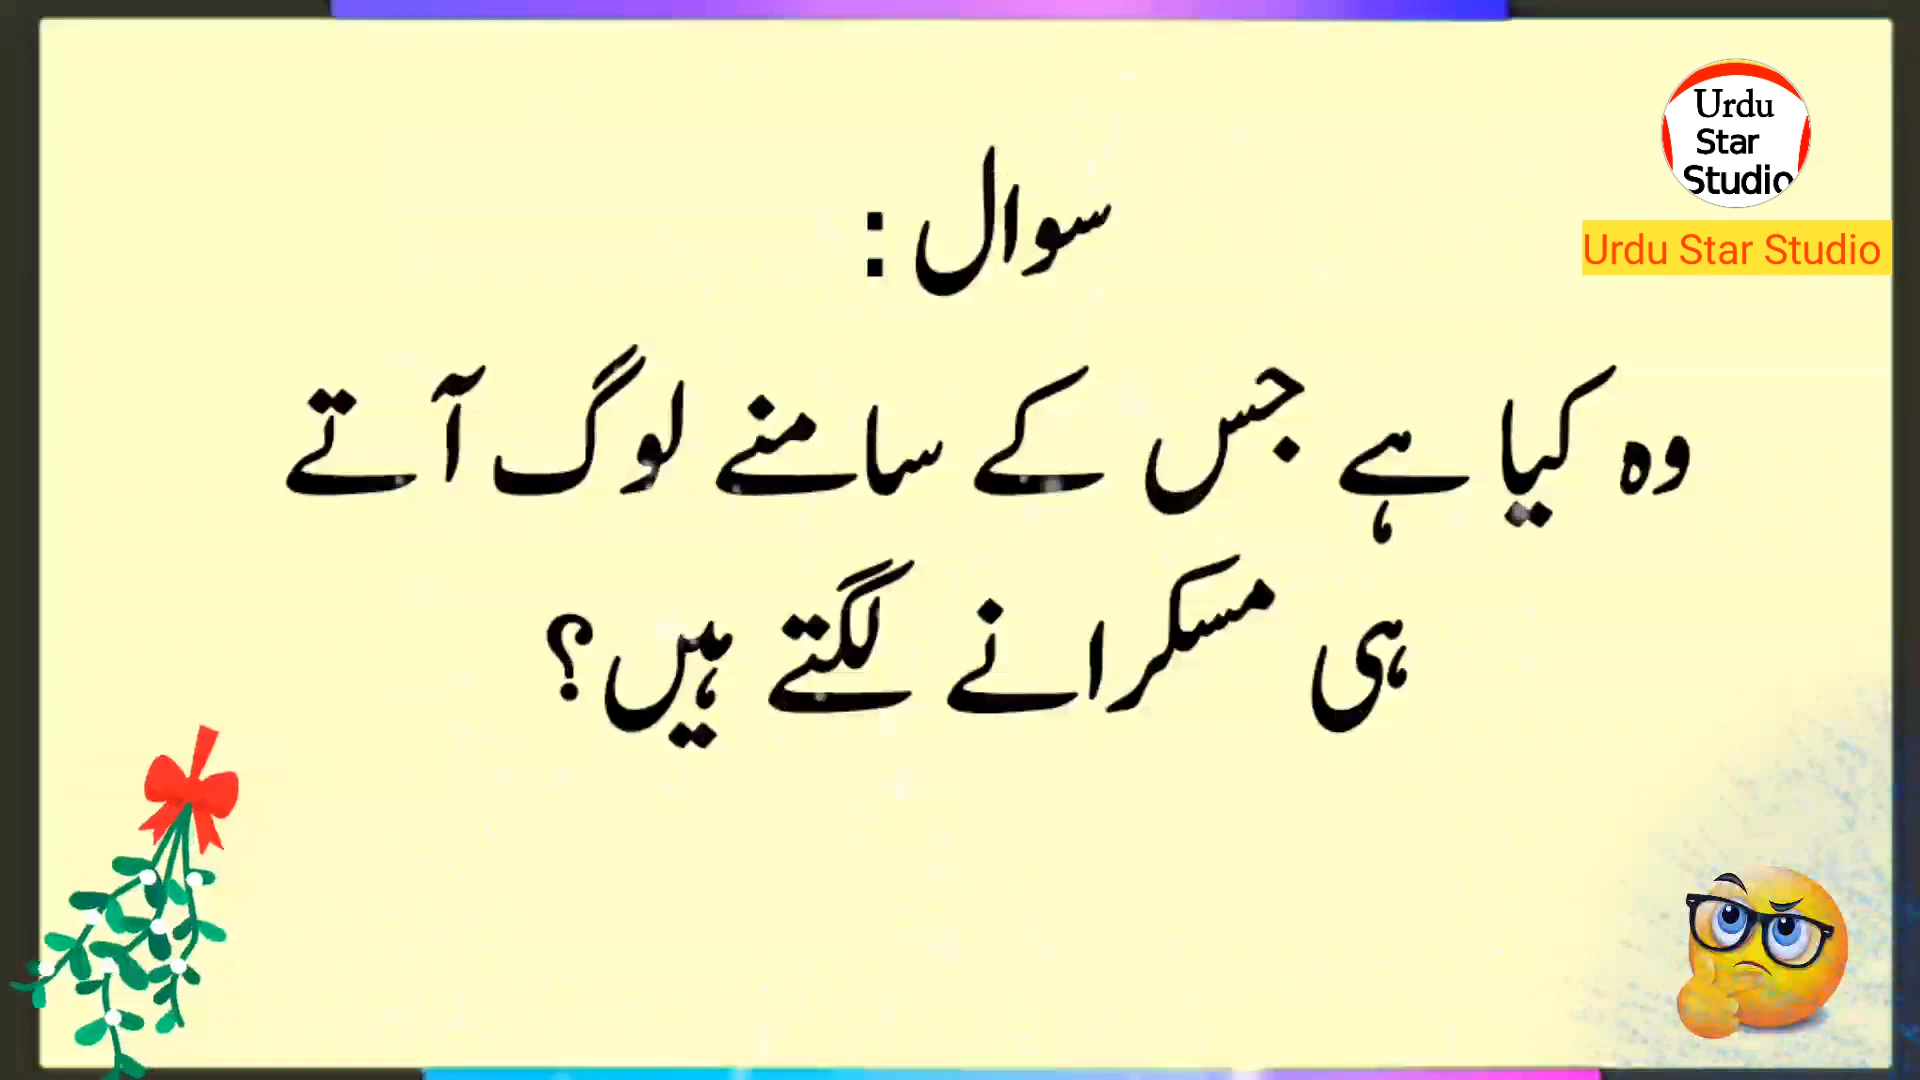 Urdu
Star
Studio
Urdu Star Studio
سوال :
وہ کیا ہے جس کے سامنے لوگ آتے
ہی مسکرانے لگتے ہیں؟